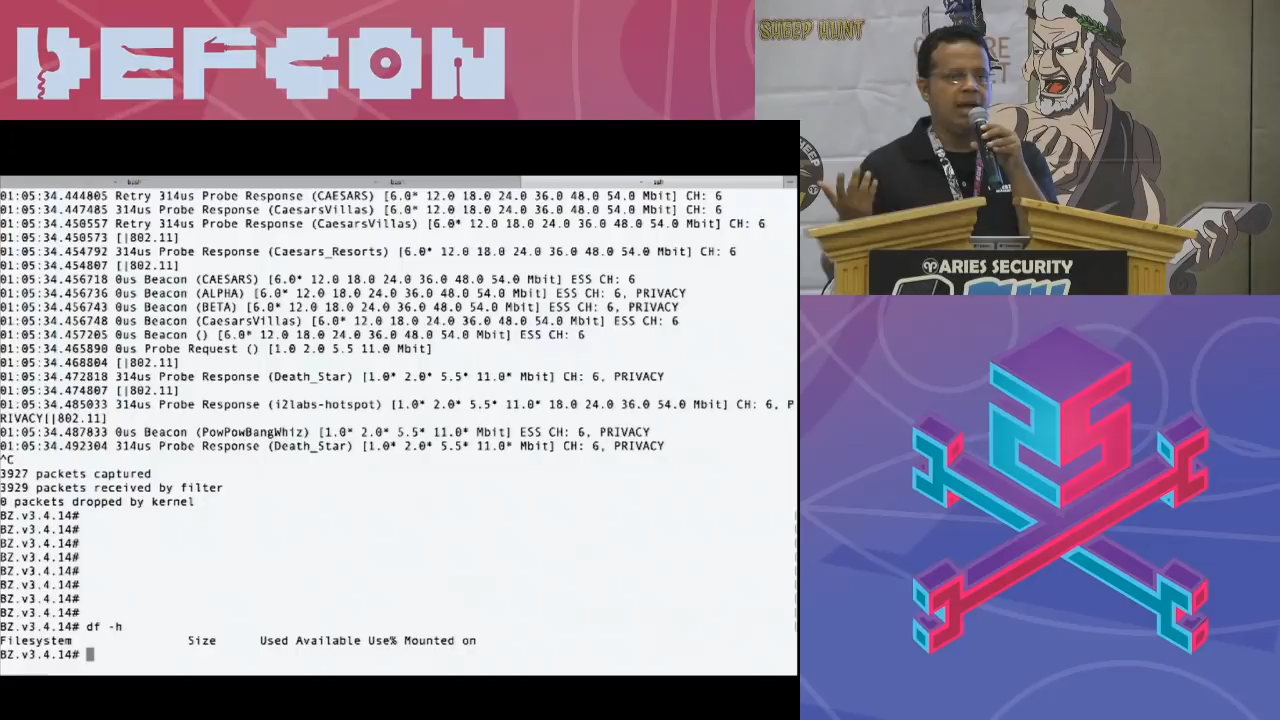 DEFCON
SHEEP HUNT
ARIES SECURITY
bash
bash
ssh
01:05:34.444805 Retry 314us Probe Response (CAESARS) [6.0* 12.0 18.0 24.0 36.0 48.0 54.0 Mbit] CH: 6
01:05:34.447485 314us Probe Response (CaesarsVillas) [6.0* 12.0 18.0 24.0 36.0 48.0 54.0 Mbit] CH: 6
01:05:34.450557 Retry 314us Probe Response (CaesarsVillas) [6.0* 12.0 18.0 24.0 36.0 48.0 54.0 Mbit] CH: 6
01:05:34.450573 [|802.11]
01:05:34.454792 314us Probe Response (Caesars_Resorts) [6.0* 12.0 18.0 24.0 36.0 48.0 54.0 Mbit] CH: 6
01:05:34.454807 [|802.11]
01:05:34.456718 0us Beacon (CAESARS) [6.0* 12.0 18.0 24.0 36.0 48.0 54.0 Mbit] ESS CH: 6
01:05:34.456736 0us Beacon (ALPHA) [6.0* 12.0 18.0 24.0 36.0 48.0 54.0 Mbit] ESS CH: 6, PRIVACY
01:05:34.456743 0us Beacon (BETA) [6.0* 12.0 18.0 24.0 36.0 48.0 54.0 Mbit] ESS CH: 6, PRIVACY
01:05:34.456748 0us Beacon (CaesarsVillas) [6.0* 12.0 18.0 24.0 36.0 48.0 54.0 Mbit] ESS CH: 6
01:05:34.457205 0us Beacon () [6.0* 12.0 18.0 24.0 36.0 48.0 54.0 Mbit] ESS CH: 6
01:05:34.465890 0us Probe Request () [1.0 2.0 5.5 11.0 Mbit]
01:05:34.468804 [|802.11]
01:05:34.472818 314us Probe Response (Death_Star) [1.0* 2.0* 5.5* 11.0* Mbit] CH: 6, PRIVACY
01:05:34.474807 [|802.11]
01:05:34.485033 314us Probe Response (i2labs-hotspot) [1.0* 2.0* 5.5* 11.0* 18.0 24.0 36.0 54.0 Mbit] CH: 6, P
RIVACY[|802.11]
01:05:34.487833 0us Beacon (PowPowBangWhiz) [1.0* 2.0* 5.5* 11.0* Mbit] ESS CH: 6, PRIVACY
01:05:34.492304 314us Probe Response (Death_Star) [1.0* 2.0* 5.5* 11.0* Mbit] CH: 6, PRIVACY
^C
3927 packets captured
3929 packets received by filter
0 packets dropped by kernel
BZ.v3.4.14#
BZ.v3.4.14#
BZ.v3.4.14#
BZ.v3.4.14#
BZ.v3.4.14#
BZ.v3.4.14#
BZ.v3.4.14#
BZ.v3.4.14#
BZ.v3.4.14# df -h
Filesystem Size Used Available Use% Mounted on
BZ.v3.4.14#
25